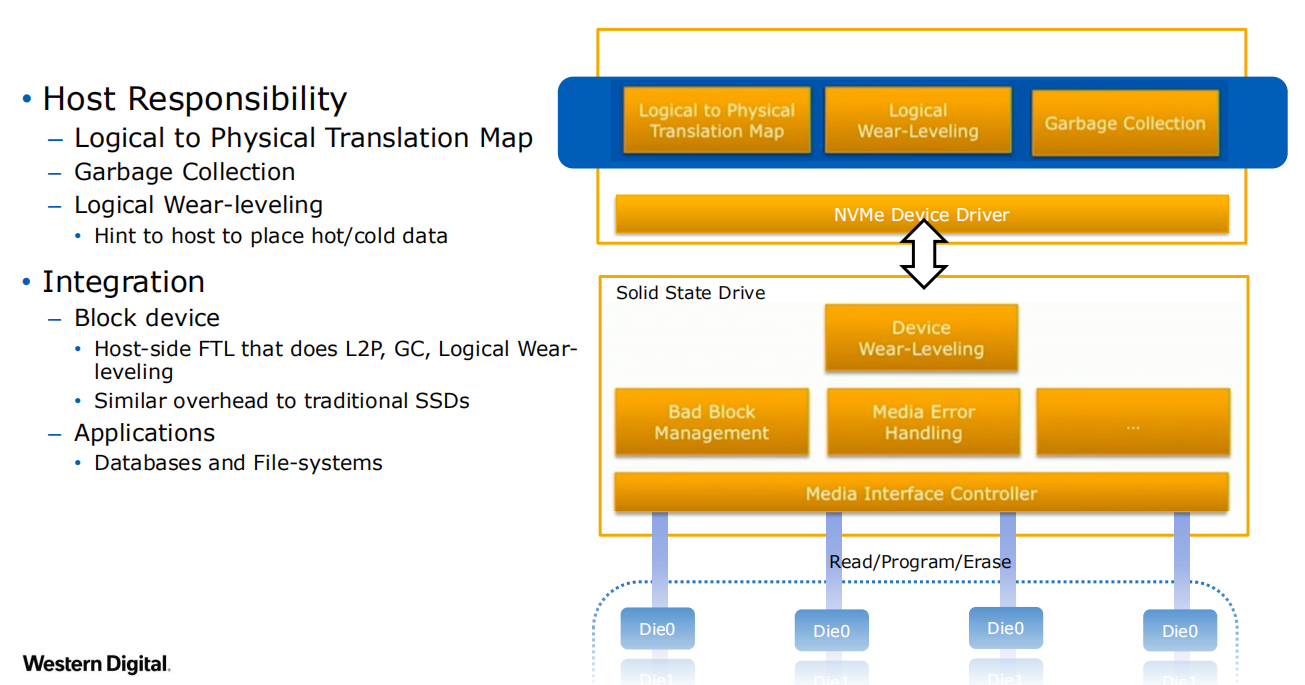 • Host Responsibility
– Logical to Physical Translation Map
– Garbage Collection
– Logical Wear-leveling
• Hint to host to place hot/cold data
• Integration
– Block device
• Host-side FTL that does L2P, GC, Logical Wear-
leveling
• Similar overhead to traditional SSDs
– Applications
• Databases and File-systems
Western Digital.
Logical to Physical
Translation Map
Logical
Wear-Leveling
Garbage Collection
NVMe Device Driver
Solid State Drive
Device
Wear-Leveling
Bad Block
Management
Media Error
Handling
...
Media Interface Controller
Read/Program/Erase
Die0
Die0
Die0
Die0
Die1
Die1
Die1
Die1